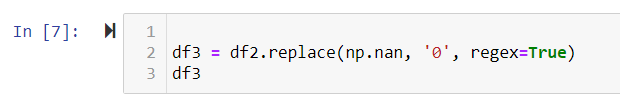 In [7]:
1
2 df3 = df2.replace(np.nan, '0', regex=True)
3 df3